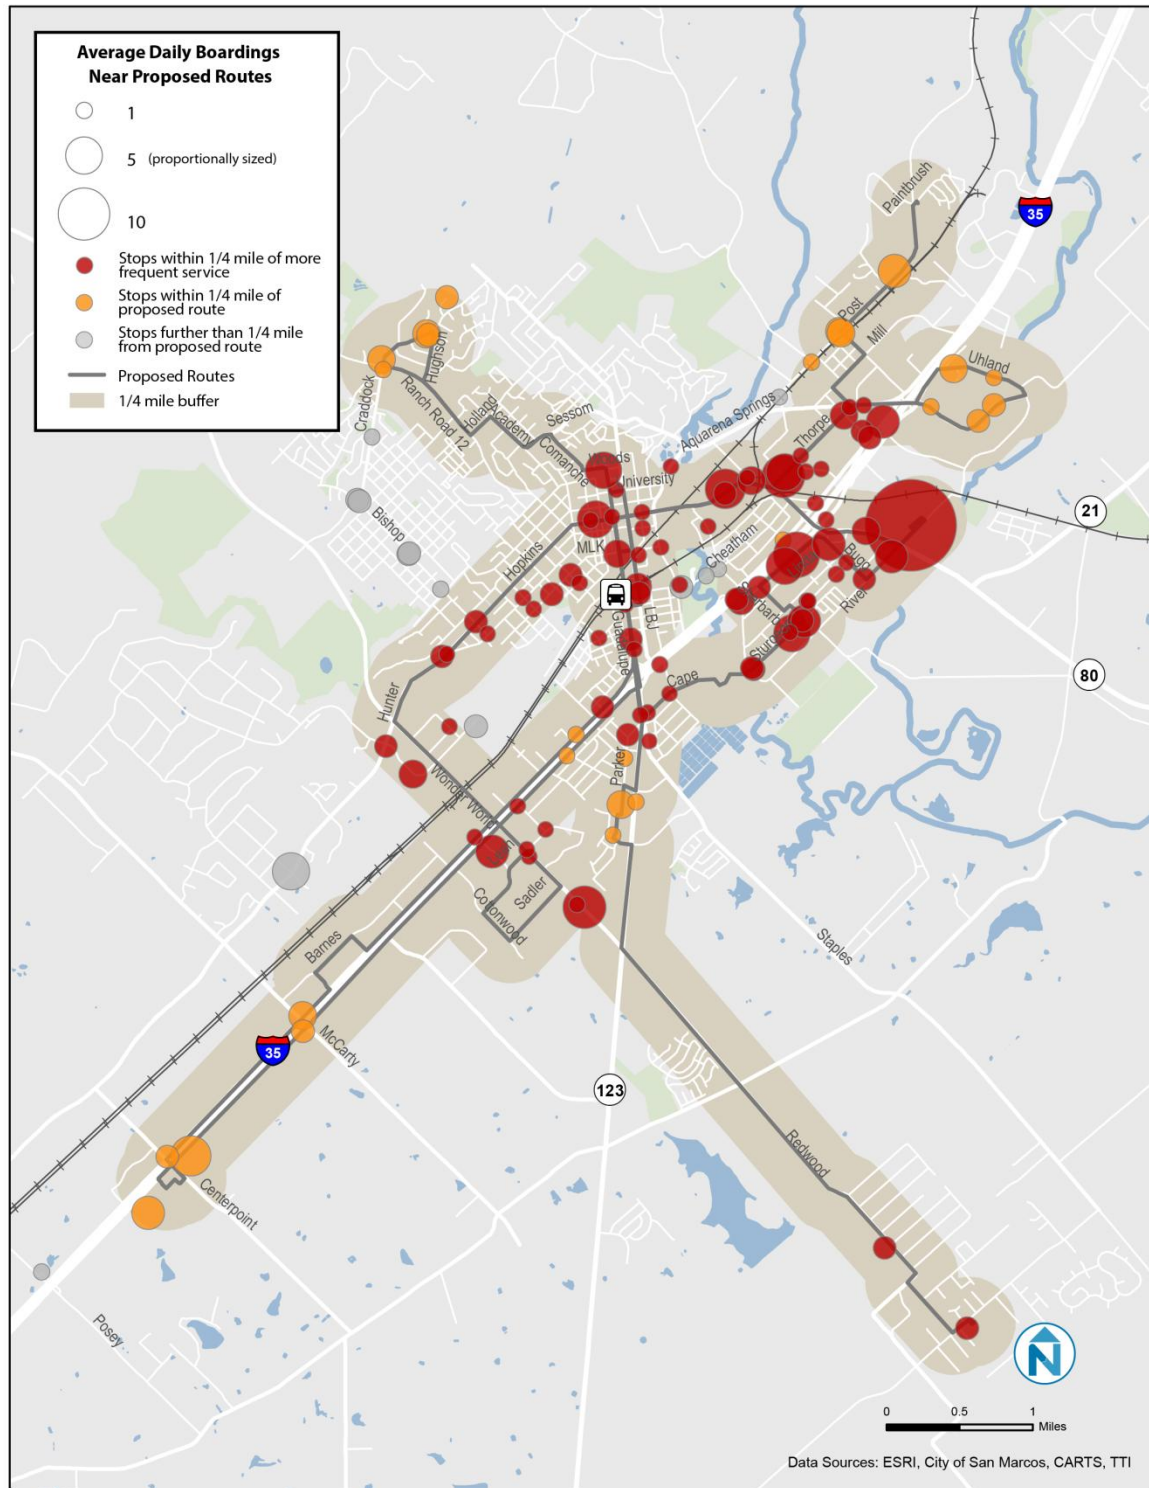 Average Daily Boardings
Near Proposed Routes
1
5 (proportionally sized)
10
Stops within 1/4 mile of more
frequent service
Stops within 1/4 mile of
proposed route
Stops further than 1/4 mile
from proposed route
Proposed Routes
1/4 mile buffer
Paintbrush
35
Post
Mill
Uhland
Hughson
Craddock
Ranch Road 12
Holland
Academy
Sessom
Comanche
Aquarena Springs
Thorpe
Woods
University
21
Bishop
MLK
Hopkins
Cheatham
Bugg
River
LBJ
Guadalupe
Cape
80
Hunter
Parker
Sadler
Cottonwood
Staples
Barnes
McCarty
35
123
Redwood
Centerpoint
Posey
N
0 0.5 1
Miles
Data Sources: ESRI, City of San Marcos, CARTS, TTI